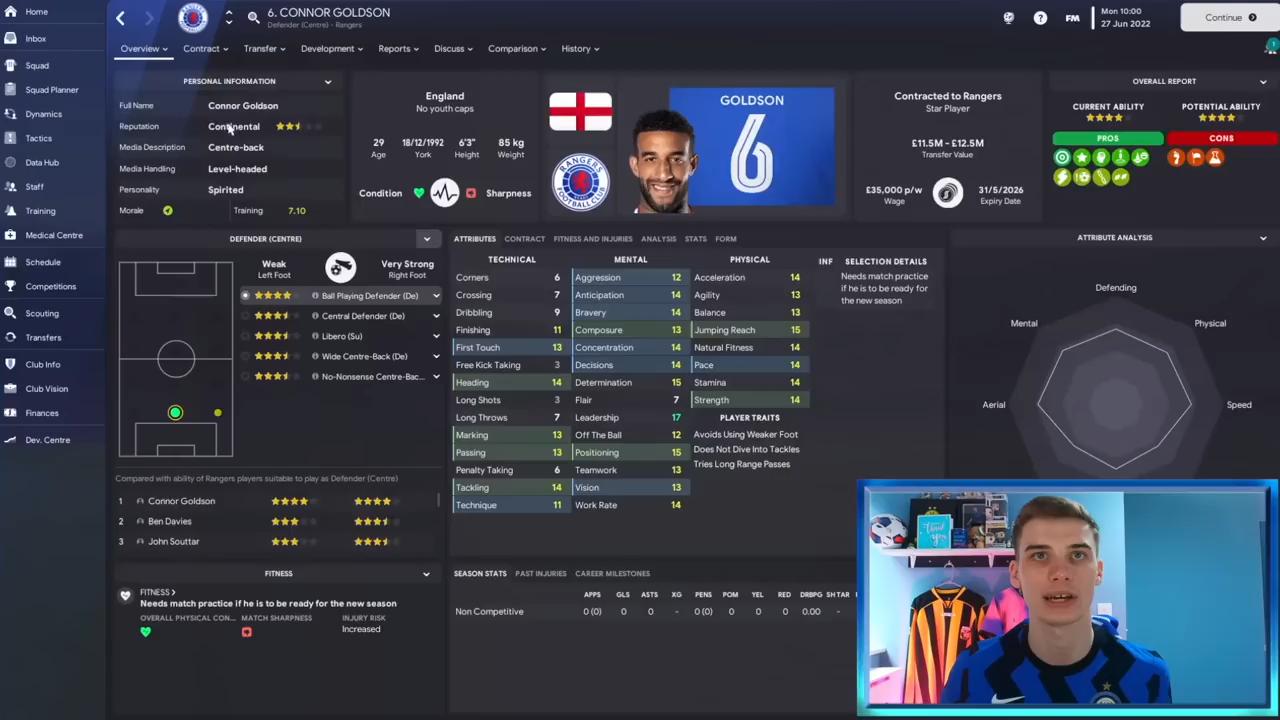 Home
Inbox
Squad
Squad Planner
Dynamics
Tactics
Data Hub
Staff
Training
Medical Centre
Schedule
Competitions
Scouting
Transfers
Club Info
Club Vision
Finances
Dev. Centre
6. CONNOR GOLDSON
Defender (Centre) - Rangers
FM
Mon 10:00
27 Jun 2022
Continue
Overview Contract Transfer Development Reports Discuss Comparison History
PERSONAL INFORMATION
Full Name Connor Goldson
Reputation Continental
Media Description Centre-back
Media Handling Level-headed
Personality Spirited
Morale Training 7.10
England
No youth caps
29 18/12/1992 6'3" 85 kg
Age York Height Weight
Condition Sharpness
RANGERS
FOOTBALL CLUB
GOLDSON
6
Contracted to Rangers
Star Player
£11.5M - £12.5M
Transfer Value
£35,000 p/w 31/5/2026
Wage Expiry Date
OVERALL REPORT
CURRENT ABILITY POTENTIAL ABILITY
PROS CONS
DEFENDER (CENTRE)
Weak Very Strong
Left Foot Right Foot
Ball Playing Defender (De)
Central Defender (De)
Libero (Su)
Wide Centre-Back (De)
No-Nonsense Centre-Bac...
Compared with ability of Rangers players suitable to play as Defender (Centre)
1 Connor Goldson
2 Ben Davies
3 John Souttar
FITNESS
FITNESS >
Needs match practice if he is to be ready for the new season
OVERALL PHYSICAL CON... MATCH SHARPNESS INJURY RISK
Increased
ATTRIBUTES CONTRACT FITNESS AND INJURIES ANALYSIS STATS FORM
TECHNICAL
Corners 6
Crossing 7
Dribbling 9
Finishing 11
First Touch 13
Free Kick Taking 3
Heading 14
Long Shots 3
Long Throws 7
Marking 13
Passing 13
Penalty Taking 6
Tackling 14
Technique 11
MENTAL
Aggression 12
Anticipation 14
Bravery 14
Composure 13
Concentration 14
Decisions 14
Determination 15
Flair 7
Leadership 17
Off The Ball 12
Positioning 15
Teamwork 13
Vision 13
Work Rate 14
PHYSICAL
Acceleration 14
Agility 13
Balance 13
Jumping Reach 15
Natural Fitness 14
Pace 14
Stamina 14
Strength 14
PLAYER TRAITS
Avoids Using Weaker Foot
Does Not Dive Into Tackles
Tries Long Range Passes
INF SELECTION DETAILS
Needs match practice
if he is to be ready for
the new season
ATTRIBUTE ANALYSIS
Defending
Mental Physical
Aerial Speed
SEASON STATS PAST INJURIES CAREER MILESTONES
APPS GLS ASTS XG PENS POM YEL RED DRBPG SH TAR
Non Competitive 0 (0) 0 0 - 0 (0) 0 0 0 0.00 -
thank
you